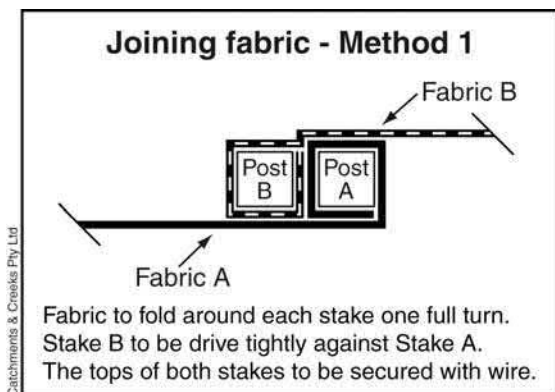 Joining fabric - Method 1
Fabric B
Post
B
Post
A
Fabric A
Fabric to fold around each stake one full turn.
Stake B to be drive tightly against Stake A.
The tops of both stakes to be secured with wire.
Catchments & Creeks Pty Ltd